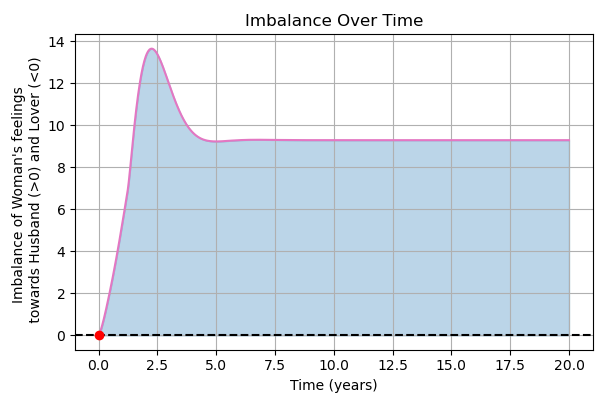 Imbalance Over Time
Imbalance of Woman's feelings
towards Husband (>0) and Lover (<0)
14
12
10
8
6
4
2
0
0.0 2.5 5.0 7.5 10.0 12.5 15.0 17.5 20.0
Time (years)